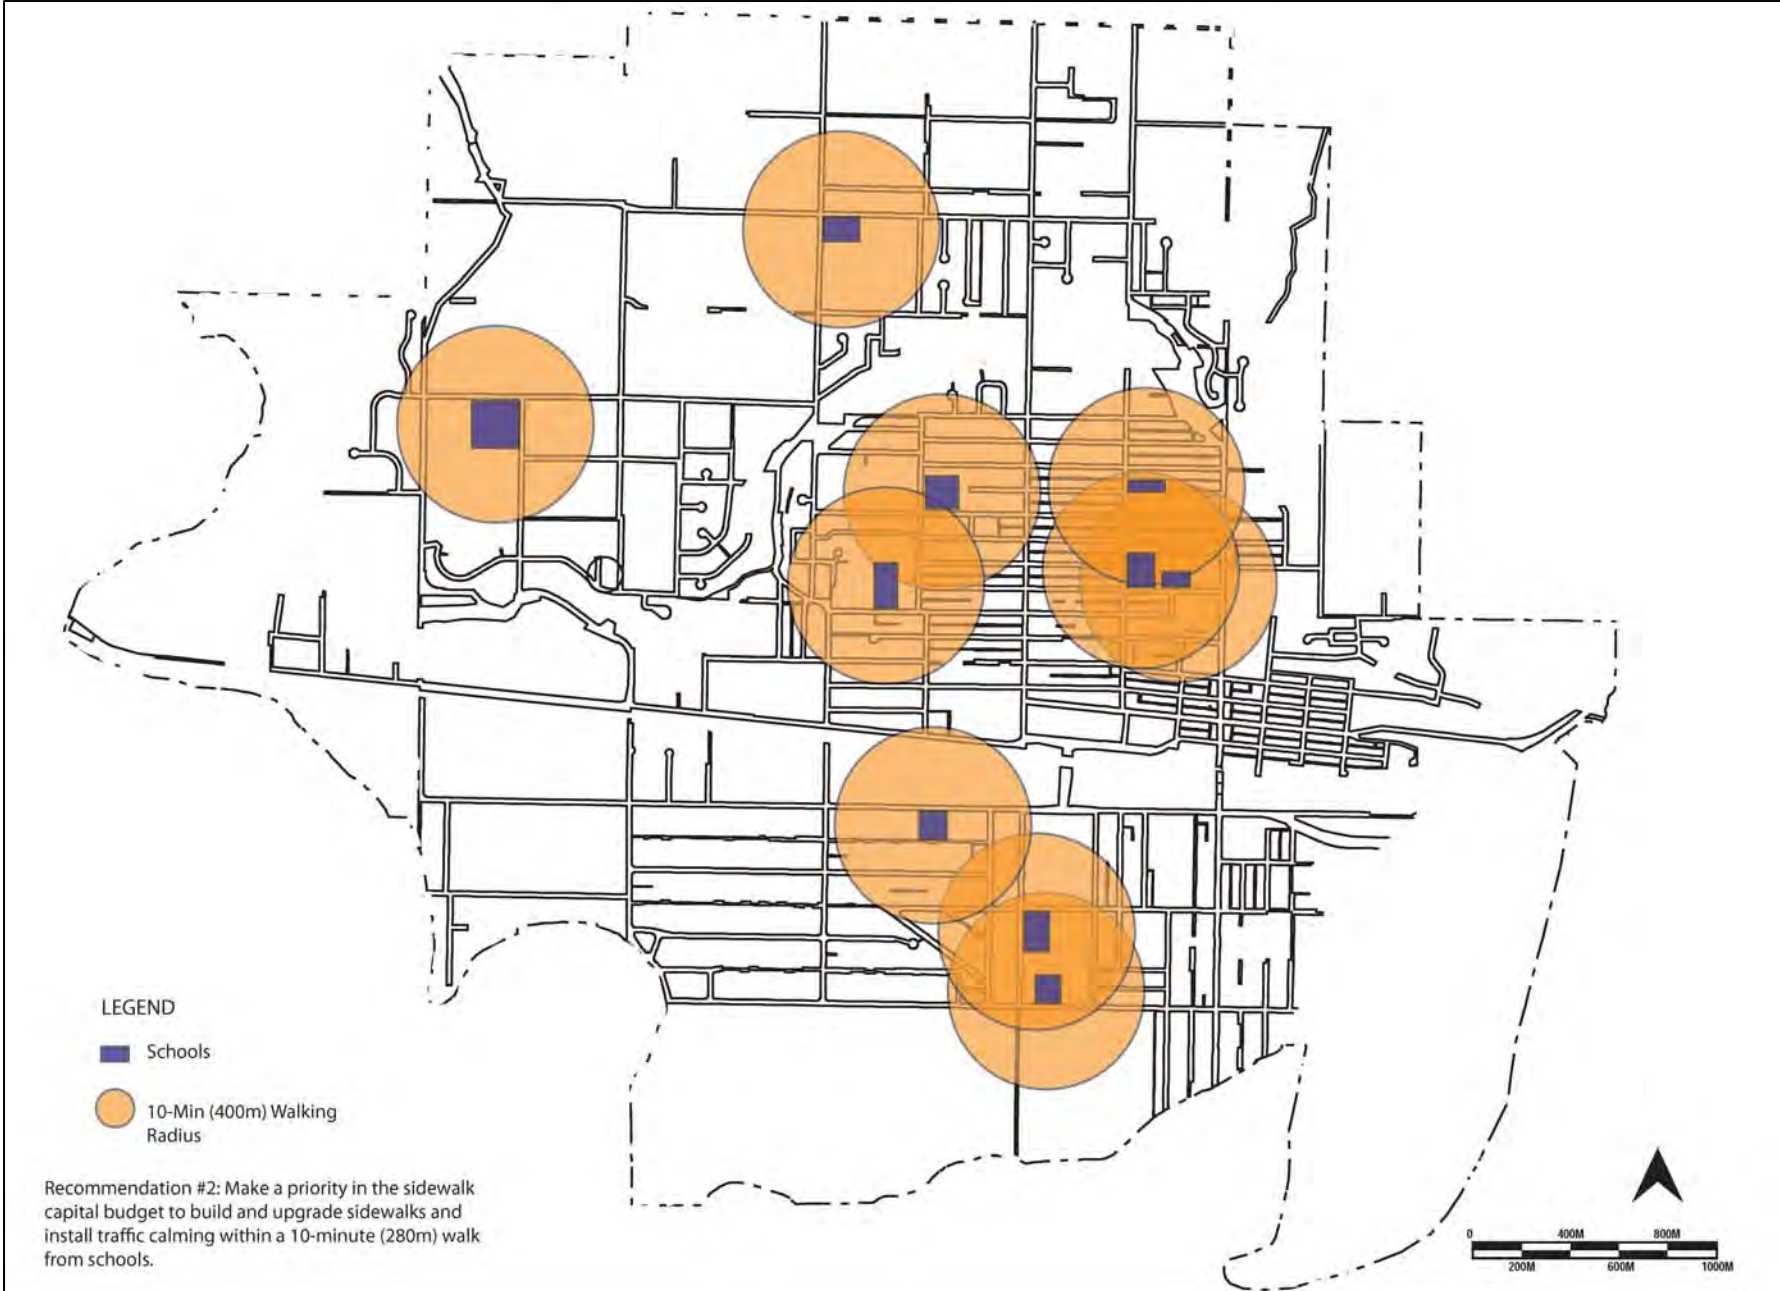 LEGEND
Schools
10-Min (400m) Walking
Radius
Recommendation #2: Make a priority in the sidewalk
capital budget to build and upgrade sidewalks and
install traffic calming within a 10-minute (280m) walk
from schools.
0 400M 800M
200M 600M 1000M